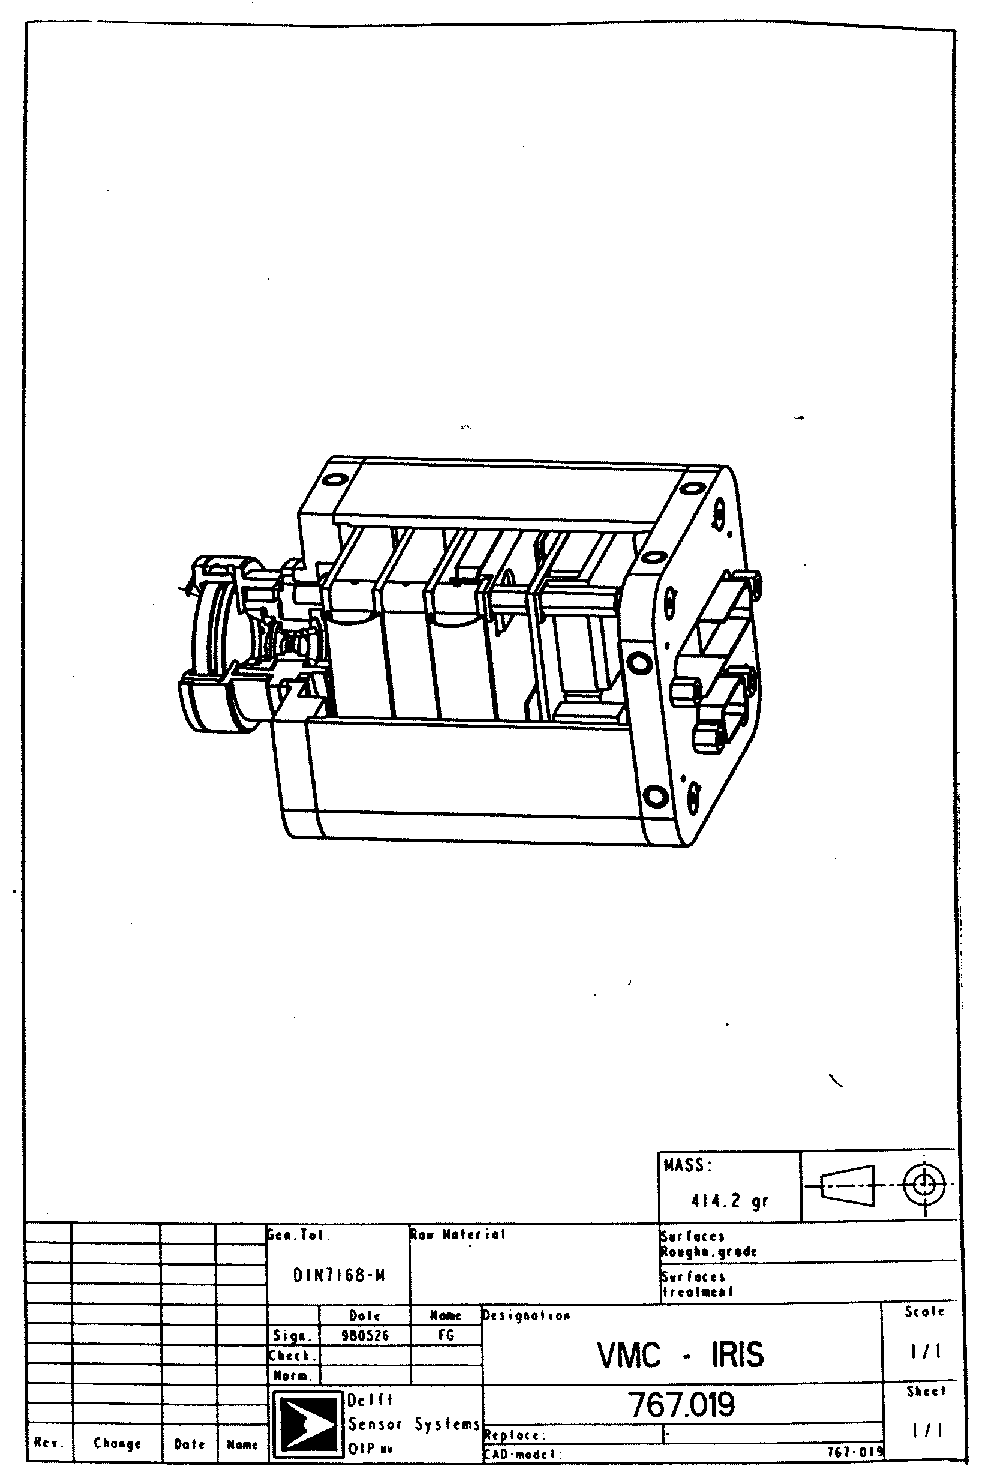 MASS:
414.2 gr
Gen.Tol.
Raw Material
Surfaces
Roughn.grade
DIN7168-M
Surfaces
treatment
Date
Name
Designation
Scale
Sign.
980526
FG
VMC - IRIS
1/1
Check.
Norm.
767.019
Sheet
Delft
Sensor Systems
OIP NV
1/1
Replace:
Rev.
Change
Date
Name
CAD-model:
767-019